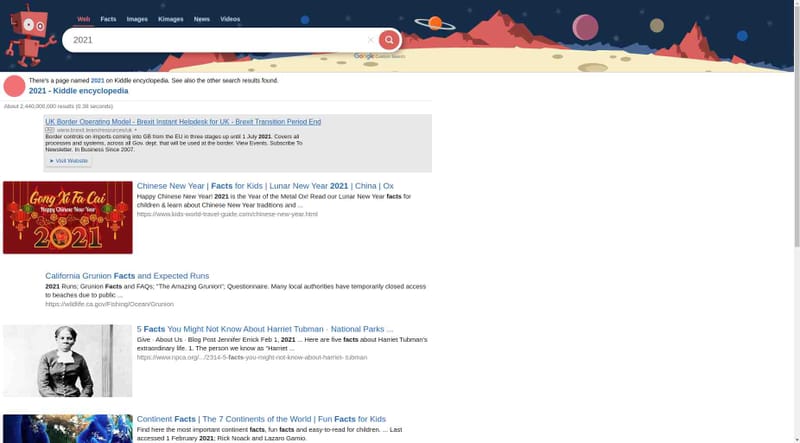 Web Facts Images Kimages News Videos
2021
Google Custom Search
There's a page named 2021 on Kiddle encyclopedia. See also the other search results found.
2021 - Kiddle encyclopedia
About 2,440,000,000 results (0.38 seconds)
UK Border Operating Model - Brexit Instant Helpdesk for UK - Brexit Transition Period End
Ad www.brexit.team/resources/uk
Border controls on imports coming into GB from the EU in three stages up until 1 July 2021. Covers all
processes and systems, across all Gov. dept. that will be used at the border. View Events. Subscribe To
Newsletter. In Business Since 2007.
Visit Website
Gong Xi Fa Cai
Happy Chinese New Year
2021
Chinese New Year | Facts for Kids | Lunar New Year 2021 | China | Ox
Happy Chinese New Year! 2021 is the Year of the Metal Ox! Read our Lunar New Year facts for
children & learn about Chinese New Year traditions and ...
https://www.kids-world-travel-guide.com/chinese-new-year.html
California Grunion Facts and Expected Runs
2021 Runs; Grunion Facts and FAQs; "The Amazing Grunion"; Questionnaire. Many local authorities have temporarily closed access
to beaches due to public ...
https://wildlife.ca.gov/Fishing/Ocean/Grunion
5 Facts You Might Not Know About Harriet Tubman · National Parks ...
Give · About Us · Blog Post Jennifer Errick Feb 1, 2021 ... Here are five facts about Harriet Tubman's
extraordinary life. 1. The person we know as "Harriet ...
https://www.npca.org/.../2314-5-facts-you-might-not-know-about-harriet- tubman
Continent Facts | The 7 Continents of the World | Fun Facts for Kids
Find here the most important continent facts, fun facts and easy-to-read for children. ... Last
accessed 1 February 2021; Rick Noack and Lazaro Gamio.